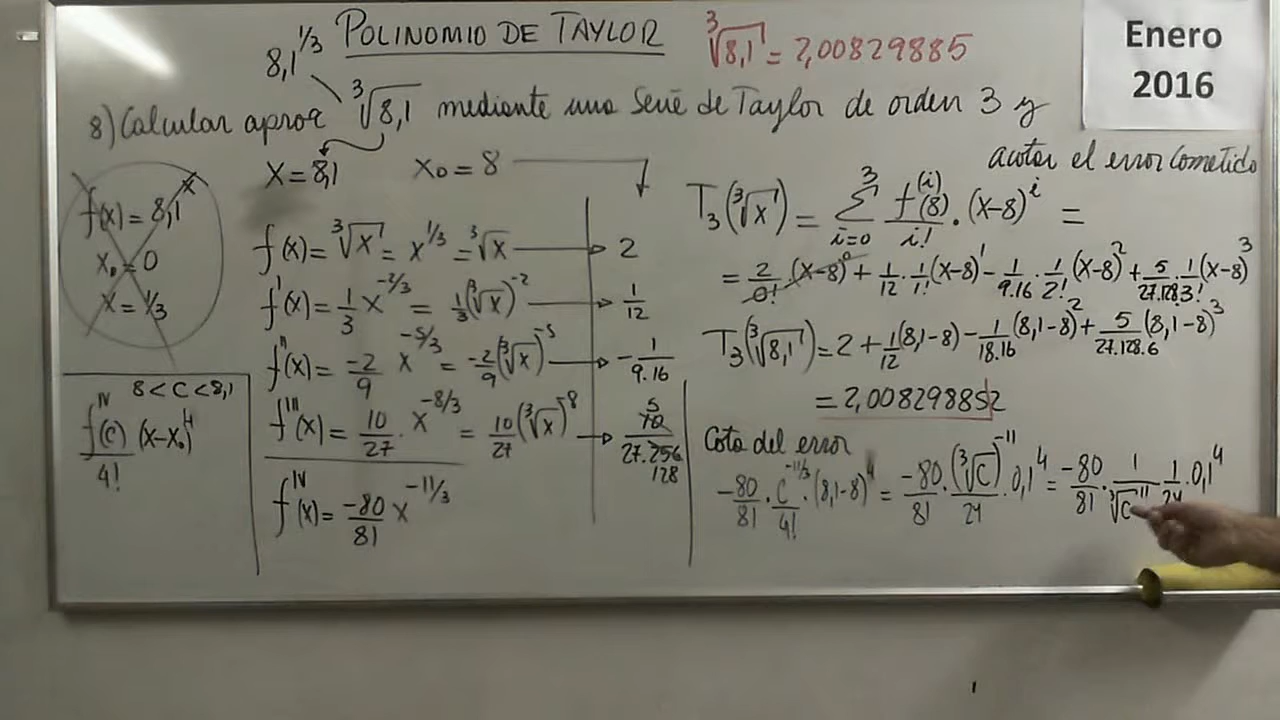 8,1^{1/3} POLINOMIO DE TAYLOR
∛8,1 = 2,00829885
Enero
2016
8) Calcular aprox ∛8,1 mediante una Serie de Taylor de orden 3 y
acotar el error cometido
x = 8,1 x₀ = 8
f(x) = 8,1^x
x₀ = 0
x = 1/3
f(x) = ∛x = x^{1/3} = ∛x → 2
f'(x) = 1/3 x^{-2/3} = 1/3 (∛x)^{-2} → 1/12
f''(x) = -2/9 x^{-5/3} = -2/9 (∛x)^{-5} → -1/9.16
f'''(x) = 10/27 · x^{-8/3} = 10/27 (∛x)^{-8} → 5 10/27.256 128
f^{IV}(x) = -80/81 x^{-11/3}
8 < c < 8,1
f^{IV}(c)/4! (x-x₀)^4
T₃(∛x) = Σ_{i=0}^{3} f^{(i)}(8)/i! · (x-8)^i =
= 2/0! (x-8)^0 + 1/12 · 1/1! (x-8)^1 - 1/9.16 · 1/2! (x-8)^2 + 5/27.128 · 1/3! (x-8)^3
T₃(∛8,1) = 2 + 1/12 (8,1-8) - 1/18.16 (8,1-8)^2 + 5/27.128.6 (8,1-8)^3
= 2,0082988852
Cota del error
-80/81 · c^{-11/3}/4! · (8,1-8)^4 = -80/81 · (∛c)^{-11}/24 · 0,1^4 = -80/81 · 1/∛c^{11} · 1/24 · 0,1^4